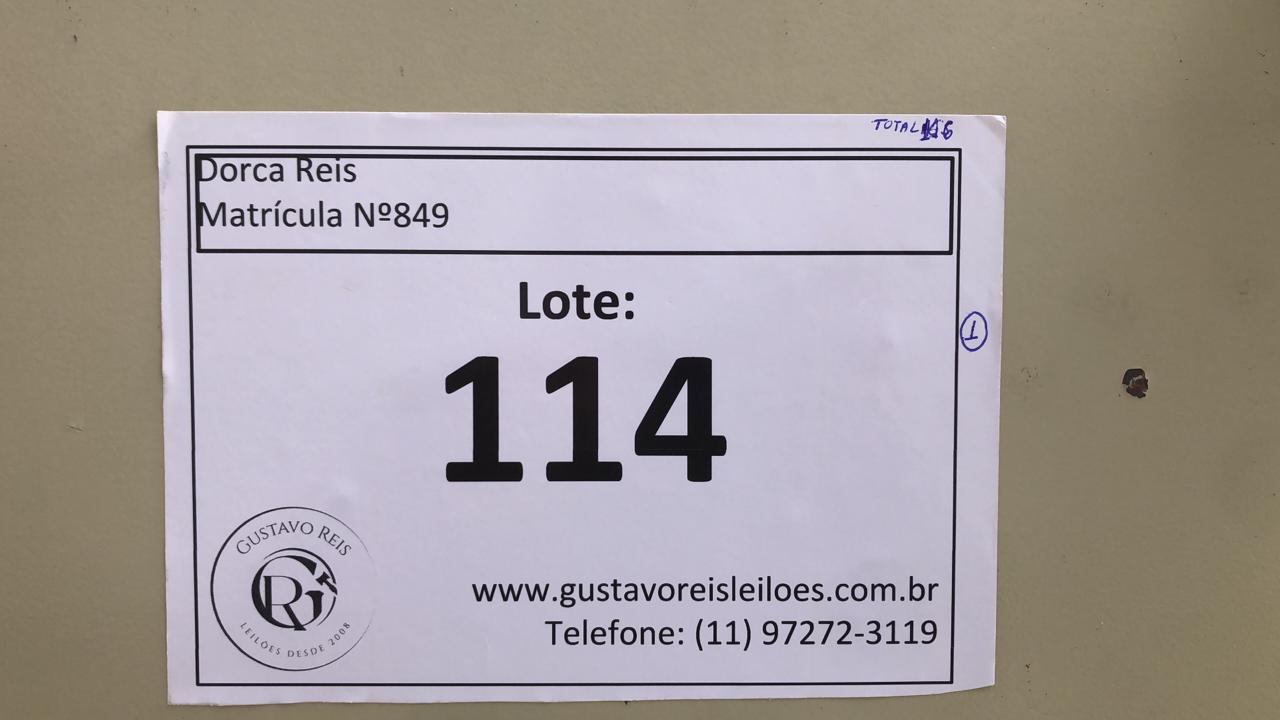 TOTAL
Dorca Reis
Matrícula Nº849
Lote:
1
114
GUSTAVO REIS
GR
LEILÕES DESDE 2008
www.gustavoreisleiloes.com.br
Telefone: (11) 97272-3119